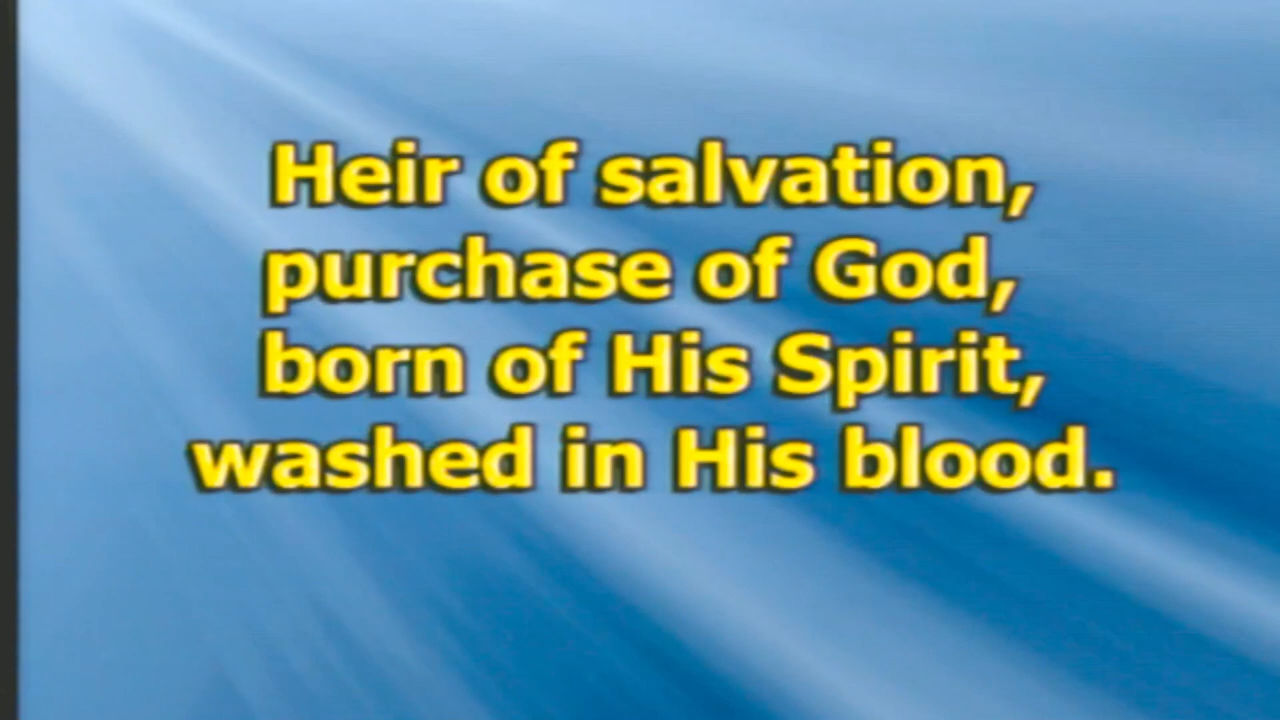 Heir of salvation,
purchase of God,
born of His Spirit,
washed in His blood.